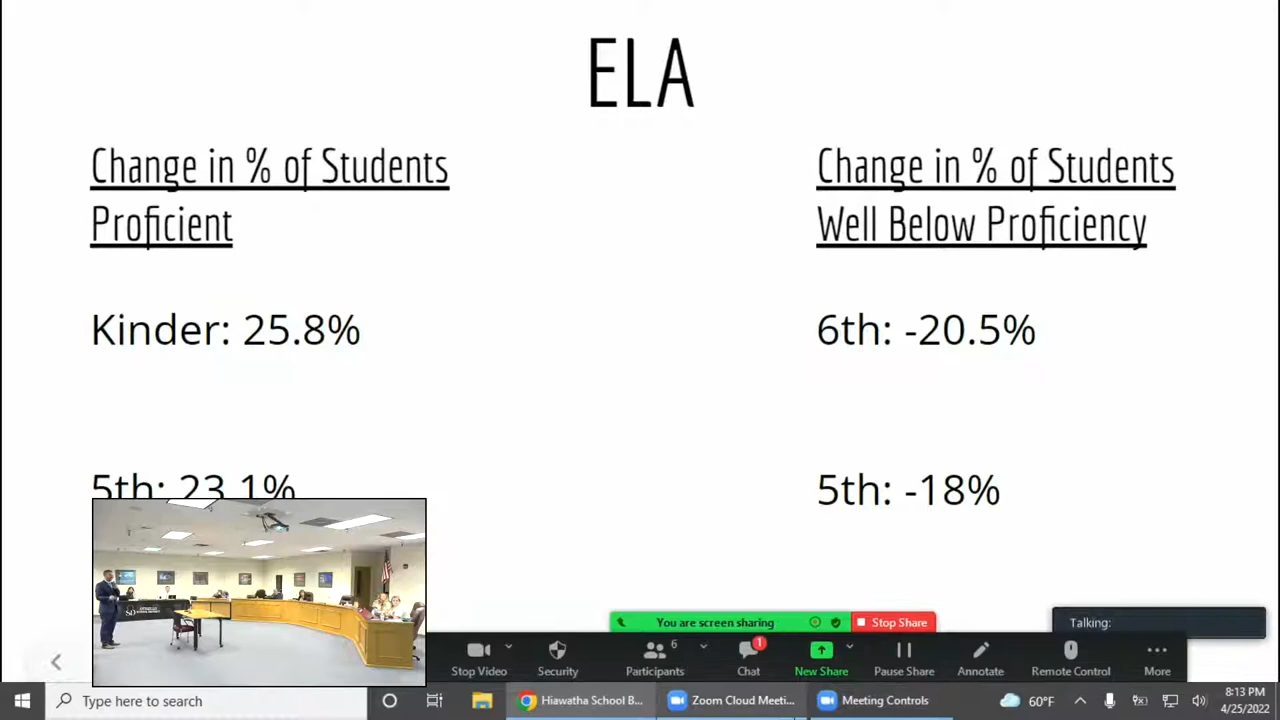 ELA
Change in % of Students
Proficient
Kinder: 25.8%
5th: 23.1%
Change in % of Students
Well Below Proficiency
6th: -20.5%
5th: -18%
You are screen sharing
Stop Share
Talking:
Stop Video
Security
Participants
6
Chat
1
New Share
Pause Share
Annotate
Remote Control
More
Type here to search
Hiawatha School B...
Zoom Cloud Meeti...
Meeting Controls
60°F
8:13 PM
4/25/2022